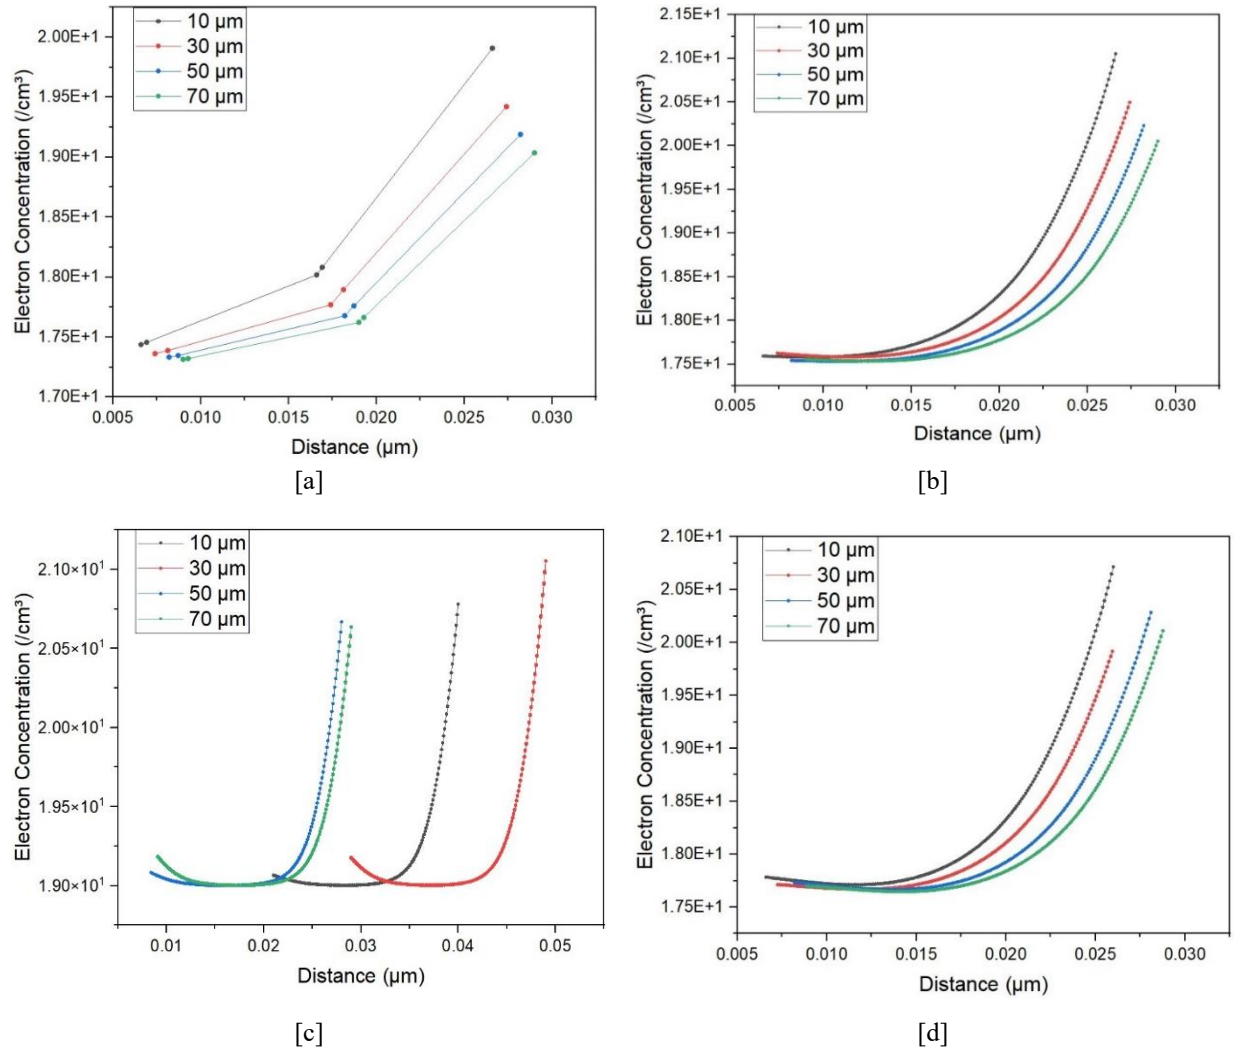 10 µm
30 µm
50 µm
70 µm
2.00E+1
1.95E+1
1.90E+1
1.85E+1
1.80E+1
1.75E+1
1.70E+1
Electron Concentration (/cm³)
0.005 0.010 0.015 0.020 0.025 0.030
Distance (µm)
[a]
10 µm
30 µm
50 µm
70 µm
2.15E+1
2.10E+1
2.05E+1
2.00E+1
1.95E+1
1.90E+1
1.85E+1
1.80E+1
1.75E+1
Electron Concentration (/cm³)
0.005 0.010 0.015 0.020 0.025 0.030
Distance (µm)
[b]
10 µm
30 µm
50 µm
70 µm
2.10×10¹
2.05×10¹
2.00×10¹
1.95×10¹
1.90×10¹
Electron Concentration (/cm³)
0.01 0.02 0.03 0.04 0.05
Distance (µm)
[c]
10 µm
30 µm
50 µm
70 µm
2.10E+1
2.05E+1
2.00E+1
1.95E+1
1.90E+1
1.85E+1
1.80E+1
1.75E+1
Electron Concentration (/cm³)
0.005 0.010 0.015 0.020 0.025 0.030
Distance (µm)
[d]